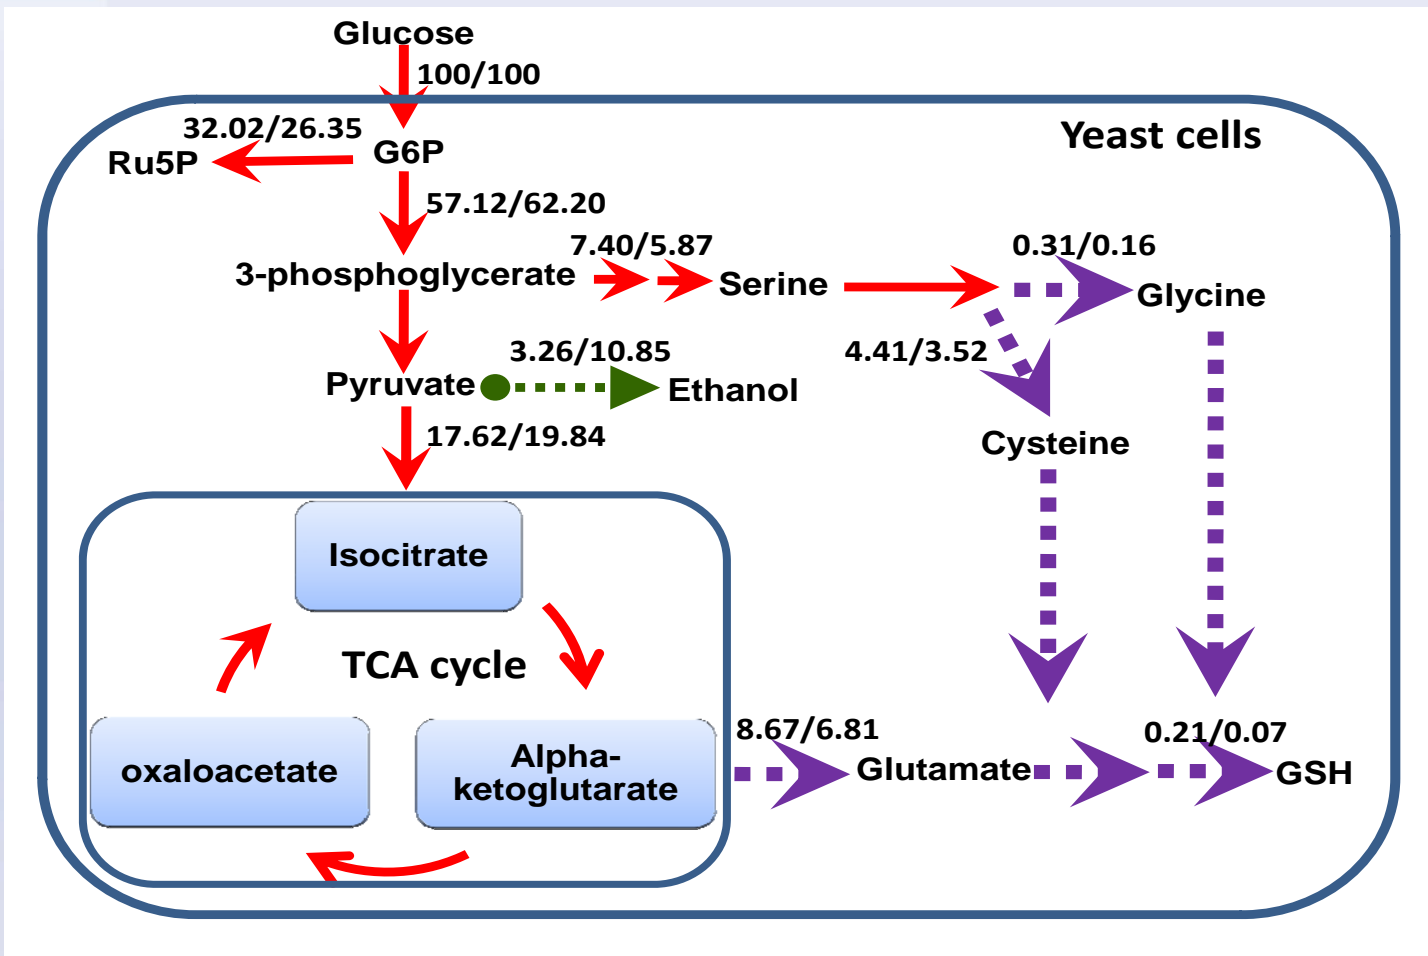 Glucose
100/100
32.02/26.35
Ru5P
G6P
Yeast cells
57.12/62.20
3-phosphoglycerate
7.40/5.87
Serine
0.31/0.16
Glycine
4.41/3.52
Pyruvate
3.26/10.85
Ethanol
17.62/19.84
Cysteine
Isocitrate
TCA cycle
oxaloacetate
Alpha-
ketoglutarate
8.67/6.81
Glutamate
0.21/0.07
GSH